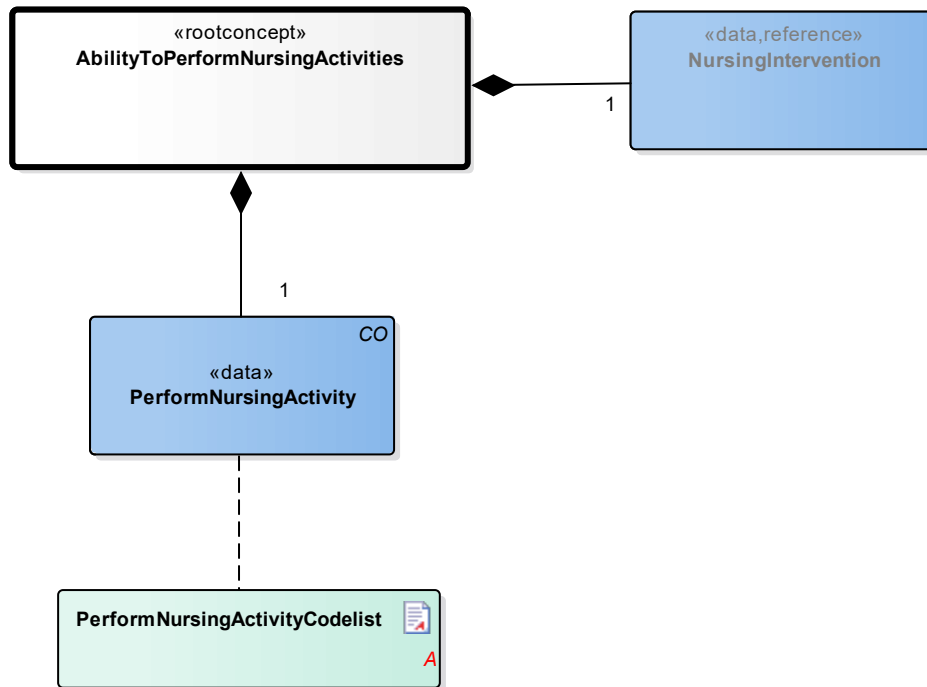 «rootconcept»
AbilityToPerformNursingActivities
«data,reference»
NursingIntervention
1
1
CO
«data»
PerformNursingActivity
PerformNursingActivityCodelist
A